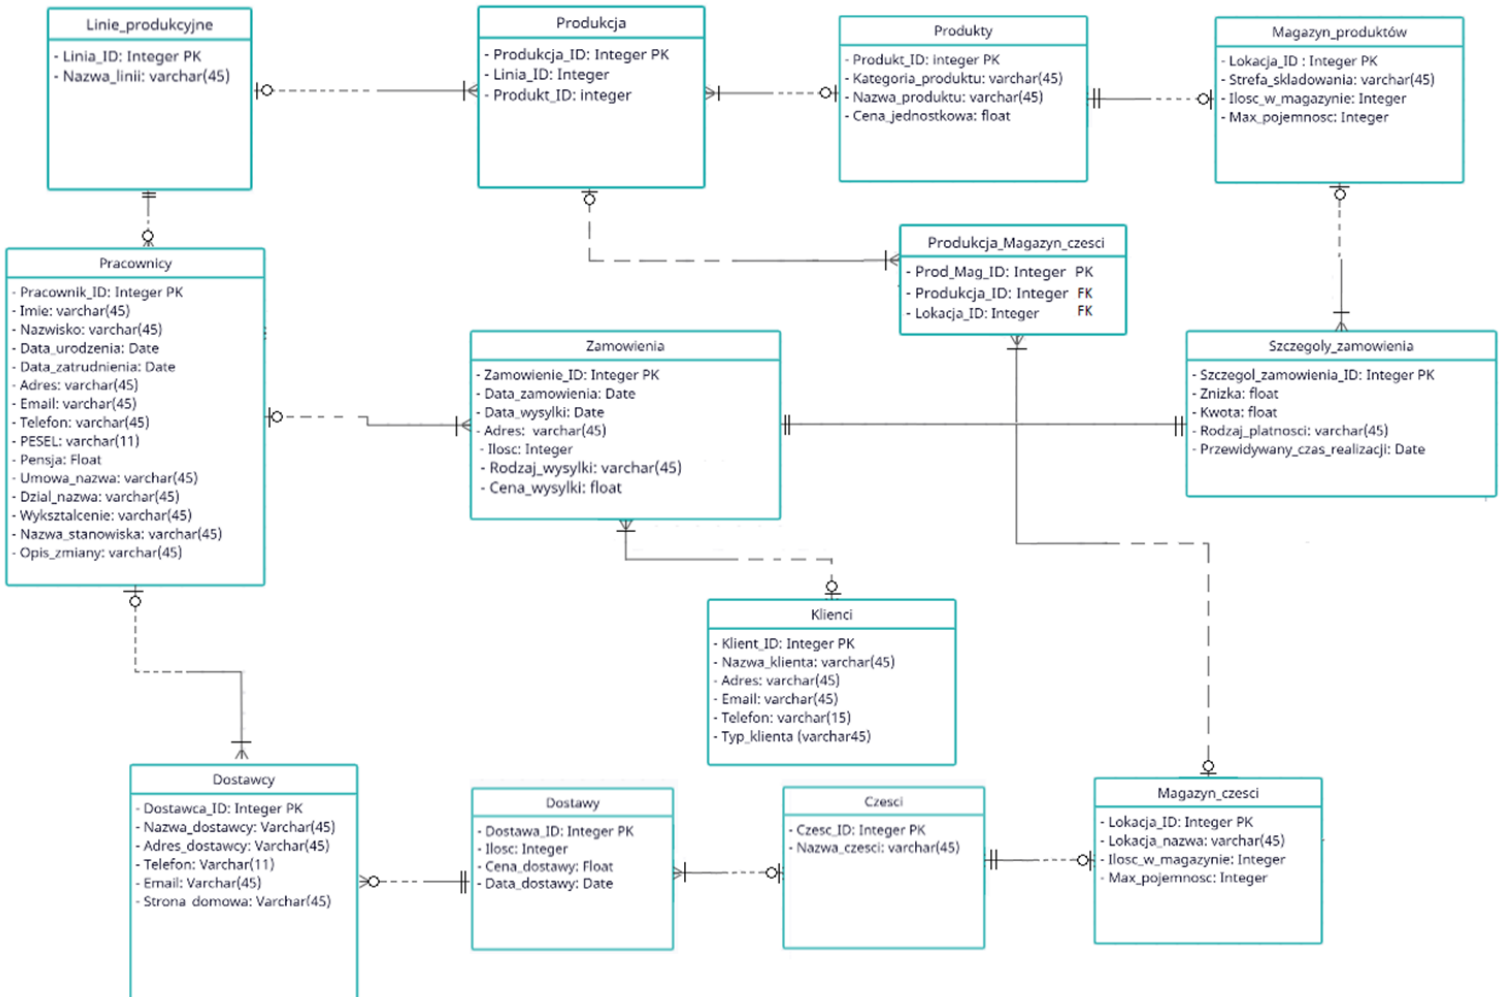 Linie_produkcyjne
- Linia_ID: Integer PK
- Nazwa_linii: varchar(45)
Produkcja
- Produkcja_ID: Integer PK
- Linia_ID: Integer
- Produkt_ID: integer
Produkty
- Produkt_ID: integer PK
- Kategoria_produktu: varchar(45)
- Nazwa_produktu: varchar(45)
- Cena_jednostkowa: float
Magazyn_produktów
- Lokacja_ID : Integer PK
- Strefa_skladowania: varchar(45)
- Ilosc_w_magazynie: Integer
- Max_pojemnosc: Integer
Pracownicy
- Pracownik_ID: Integer PK
- Imie: varchar(45)
- Nazwisko: varchar(45)
- Data_urodzenia: Date
- Data_zatrudnienia: Date
- Adres: varchar(45)
- Email: varchar(45)
- Telefon: varchar(45)
- PESEL: varchar(11)
- Pensja: Float
- Umowa_nazwa: varchar(45)
- Dzial_nazwa: varchar(45)
- Wyksztalcenie: varchar(45)
- Nazwa_stanowiska: varchar(45)
- Opis_zmiany: varchar(45)
Produkcja_Magazyn_czesci
- Prod_Mag_ID: Integer PK
- Produkcja_ID: Integer FK
- Lokacja_ID: Integer FK
Zamowienia
- Zamowienie_ID: Integer PK
- Data_zamowienia: Date
- Data_wysylki: Date
- Adres: varchar(45)
- Ilosc: Integer
- Rodzaj_wysylki: varchar(45)
- Cena_wysylki: float
Szczegoly_zamowienia
- Szczegol_zamowienia_ID: Integer PK
- Znizka: float
- Kwota: float
- Rodzaj_platnosci: varchar(45)
- Przewidywany_czas_realizacji: Date
Klienci
- Klient_ID: Integer PK
- Nazwa_klienta: varchar(45)
- Adres: varchar(45)
- Email: varchar(45)
- Telefon: varchar(15)
- Typ_klienta (varchar45)
Dostawcy
- Dostawca_ID: Integer PK
- Nazwa_dostawcy: Varchar(45)
- Adres_dostawcy: Varchar(45)
- Telefon: Varchar(11)
- Email: Varchar(45)
- Strona_domowa: Varchar(45)
Dostawy
- Dostawa_ID: Integer PK
- Ilosc: Integer
- Cena_dostawy: Float
- Data_dostawy: Date
Czesci
- Czesc_ID: Integer PK
- Nazwa_czesci: varchar(45)
Magazyn_czesci
- Lokacja_ID: Integer PK
- Lokacja_nazwa: varchar(45)
- Ilosc_w_magazynie: Integer
- Max_pojemnosc: Integer